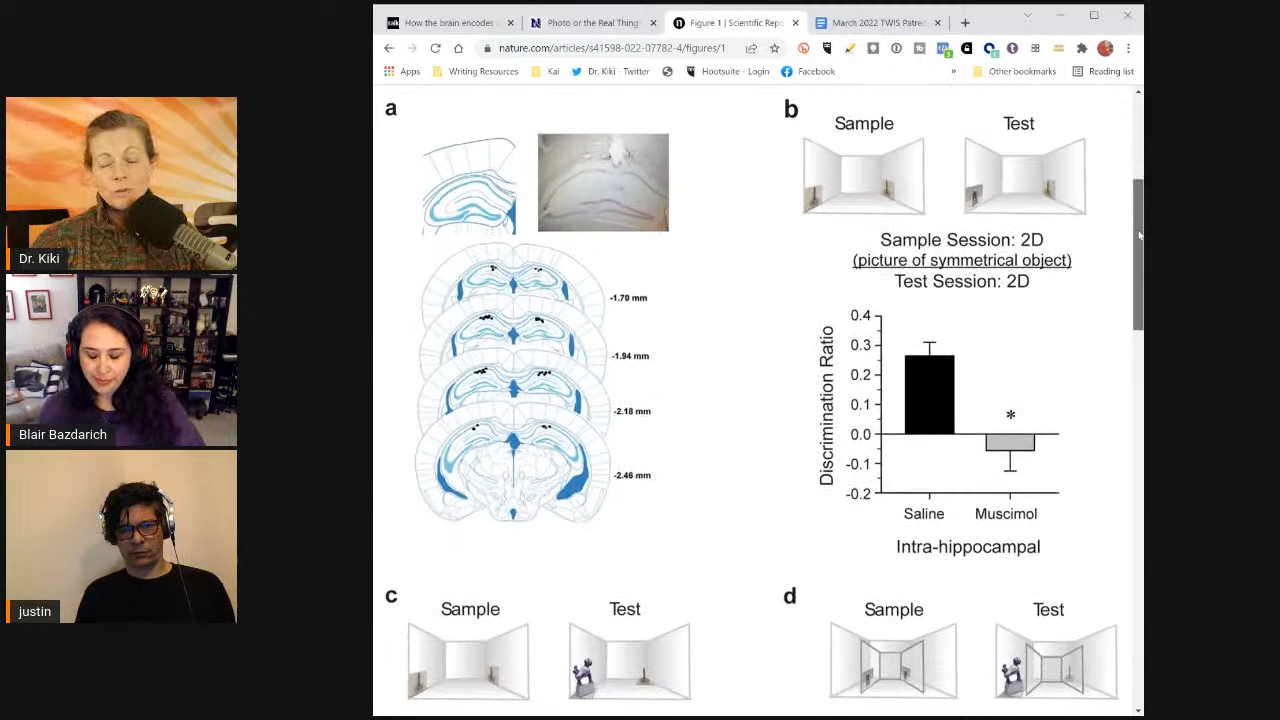 salk
How the brain encodes s
Photo or the Real Thing
Figure 1 | Scientific Repo
March 2022 TWIS Patreo
nature.com/articles/s41598-022-07782-4/figures/1
Apps
Writing Resources
Kai
Dr. Kiki - Twitter
Hootsuite - Login
Facebook
»
Other bookmarks
Reading list
Dr. Kiki
Blair Bazdarich
justin
a
-1.70 mm
-1.94 mm
-2.18 mm
-2.46 mm
b
Sample
Test
Sample Session: 2D
(picture of symmetrical object)
Test Session: 2D
Discrimination Ratio
0.4
0.3
0.2
0.1
0.0
-0.1
-0.2
*
Saline
Muscimol
Intra-hippocampal
c
Sample
Test
d
Sample
Test